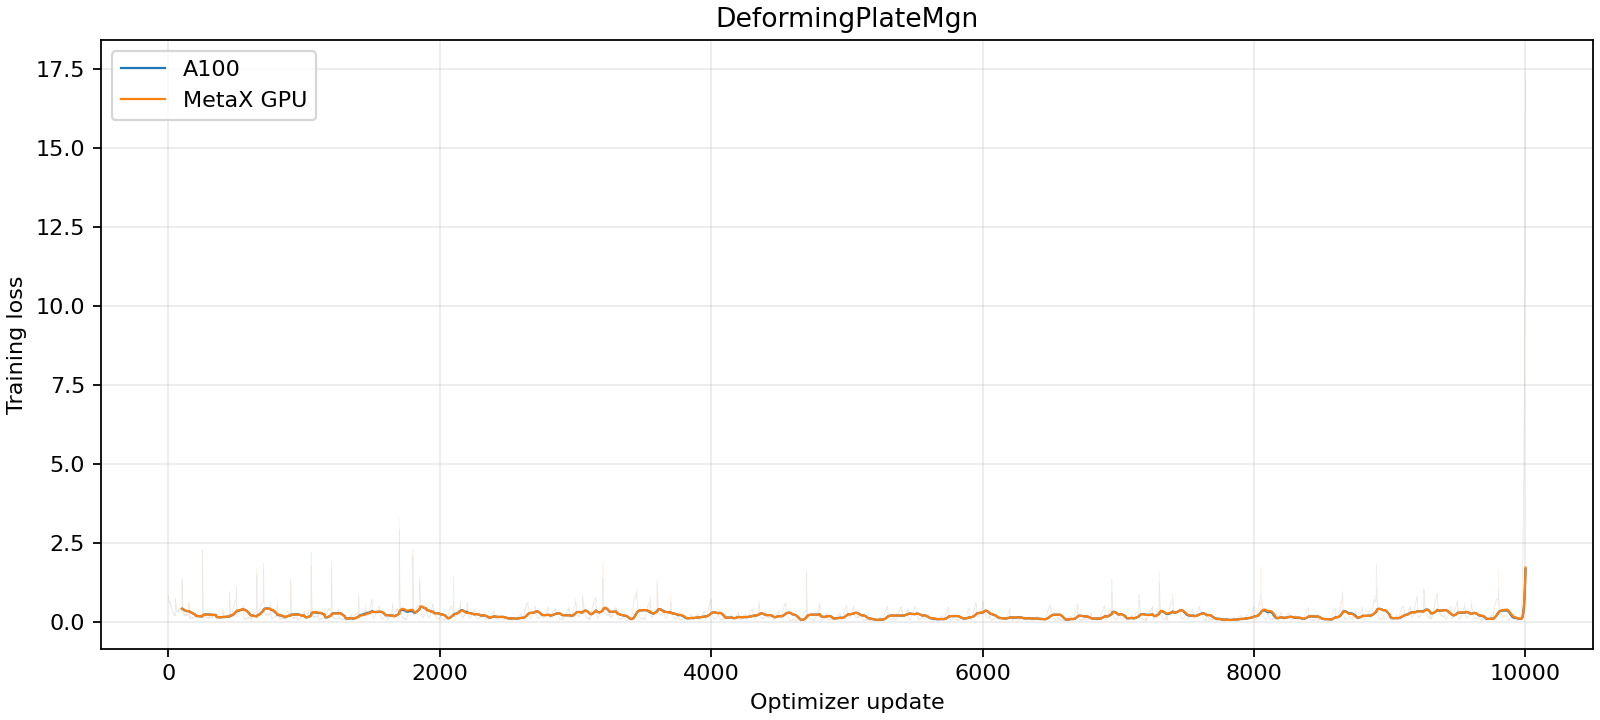 DeformingPlateMgn
A100
MetaX GPU
17.5
15.0
12.5
10.0
7.5
5.0
2.5
0.0
Training loss
0
2000
4000
6000
8000
10000
Optimizer update